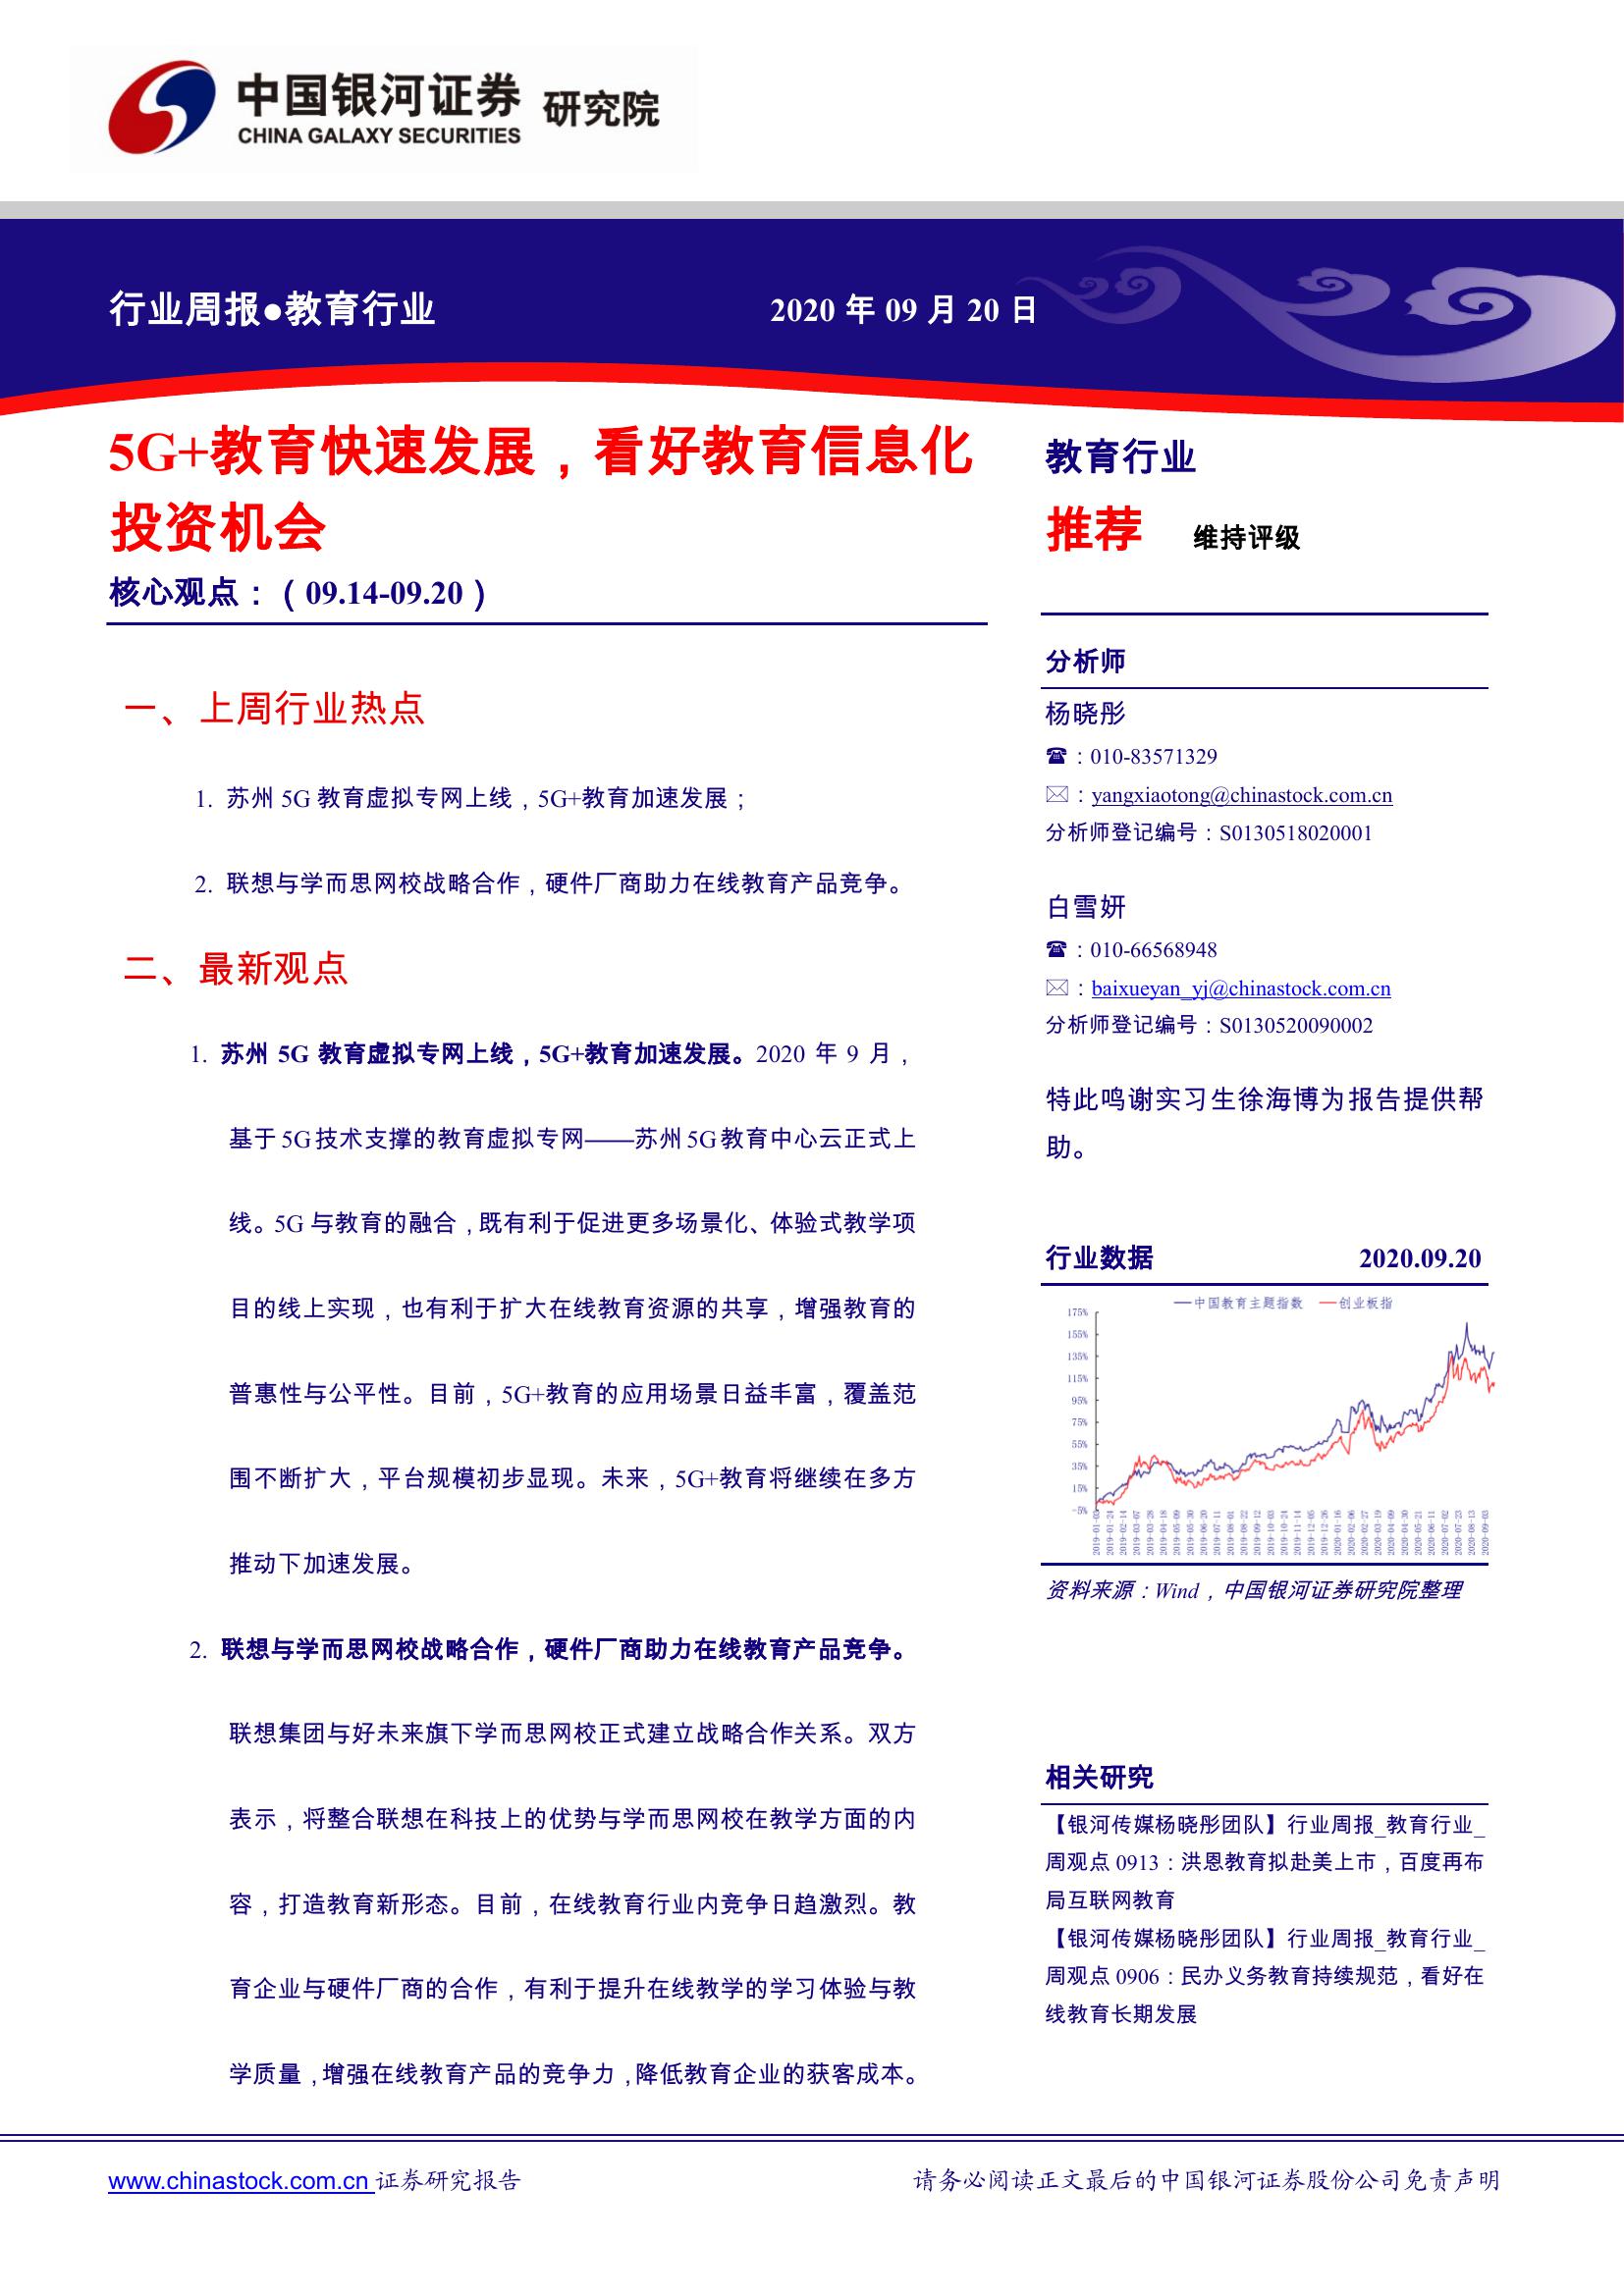 中国银河证券 研究院
CHINA GALAXY SECURITIES
行业周报●教育行业 2020 年 09 月 20 日
5G+教育快速发展，看好教育信息化
投资机会
核心观点：（09.14-09.20）
一、上周行业热点
1. 苏州 5G 教育虚拟专网上线，5G+教育加速发展；
2. 联想与学而思网校战略合作，硬件厂商助力在线教育产品竞争。
二、最新观点
1. 苏州 5G 教育虚拟专网上线，5G+教育加速发展。2020 年 9 月，
基于 5G 技术支撑的教育虚拟专网——苏州 5G 教育中心云正式上
线。5G 与教育的融合，既有利于促进更多场景化、体验式教学项
目的线上实现，也有利于扩大在线教育资源的共享，增强教育的
普惠性与公平性。目前，5G+教育的应用场景日益丰富，覆盖范
围不断扩大，平台规模初步显现。未来，5G+教育将继续在多方
推动下加速发展。
2. 联想与学而思网校战略合作，硬件厂商助力在线教育产品竞争。
联想集团与好未来旗下学而思网校正式建立战略合作关系。双方
表示，将整合联想在科技上的优势与学而思网校在教学方面的内
容，打造教育新形态。目前，在线教育行业内竞争日趋激烈。教
育企业与硬件厂商的合作，有利于提升在线教学的学习体验与教
学质量，增强在线教育产品的竞争力，降低教育企业的获客成本。
教育行业
推荐 维持评级
分析师
杨晓彤
☎：010-83571329
✉：yangxiaotong@chinastock.com.cn
分析师登记编号：S0130518020001
白雪妍
☎：010-66568948
✉：baixueyan_yj@chinastock.com.cn
分析师登记编号：S0130520090002
特此鸣谢实习生徐海博为报告提供帮
助。
行业数据 2020.09.20
中国教育主题指数 创业板指
175%
155%
135%
115%
95%
75%
55%
35%
15%
-5%
资料来源：Wind，中国银河证券研究院整理
相关研究
【银河传媒杨晓彤团队】行业周报_教育行业_
周观点 0913：洪恩教育拟赴美上市，百度再布
局互联网教育
【银河传媒杨晓彤团队】行业周报_教育行业_
周观点 0906：民办义务教育持续规范，看好在
线教育长期发展
www.chinastock.com.cn 证券研究报告
请务必阅读正文最后的中国银河证券股份公司免责声明